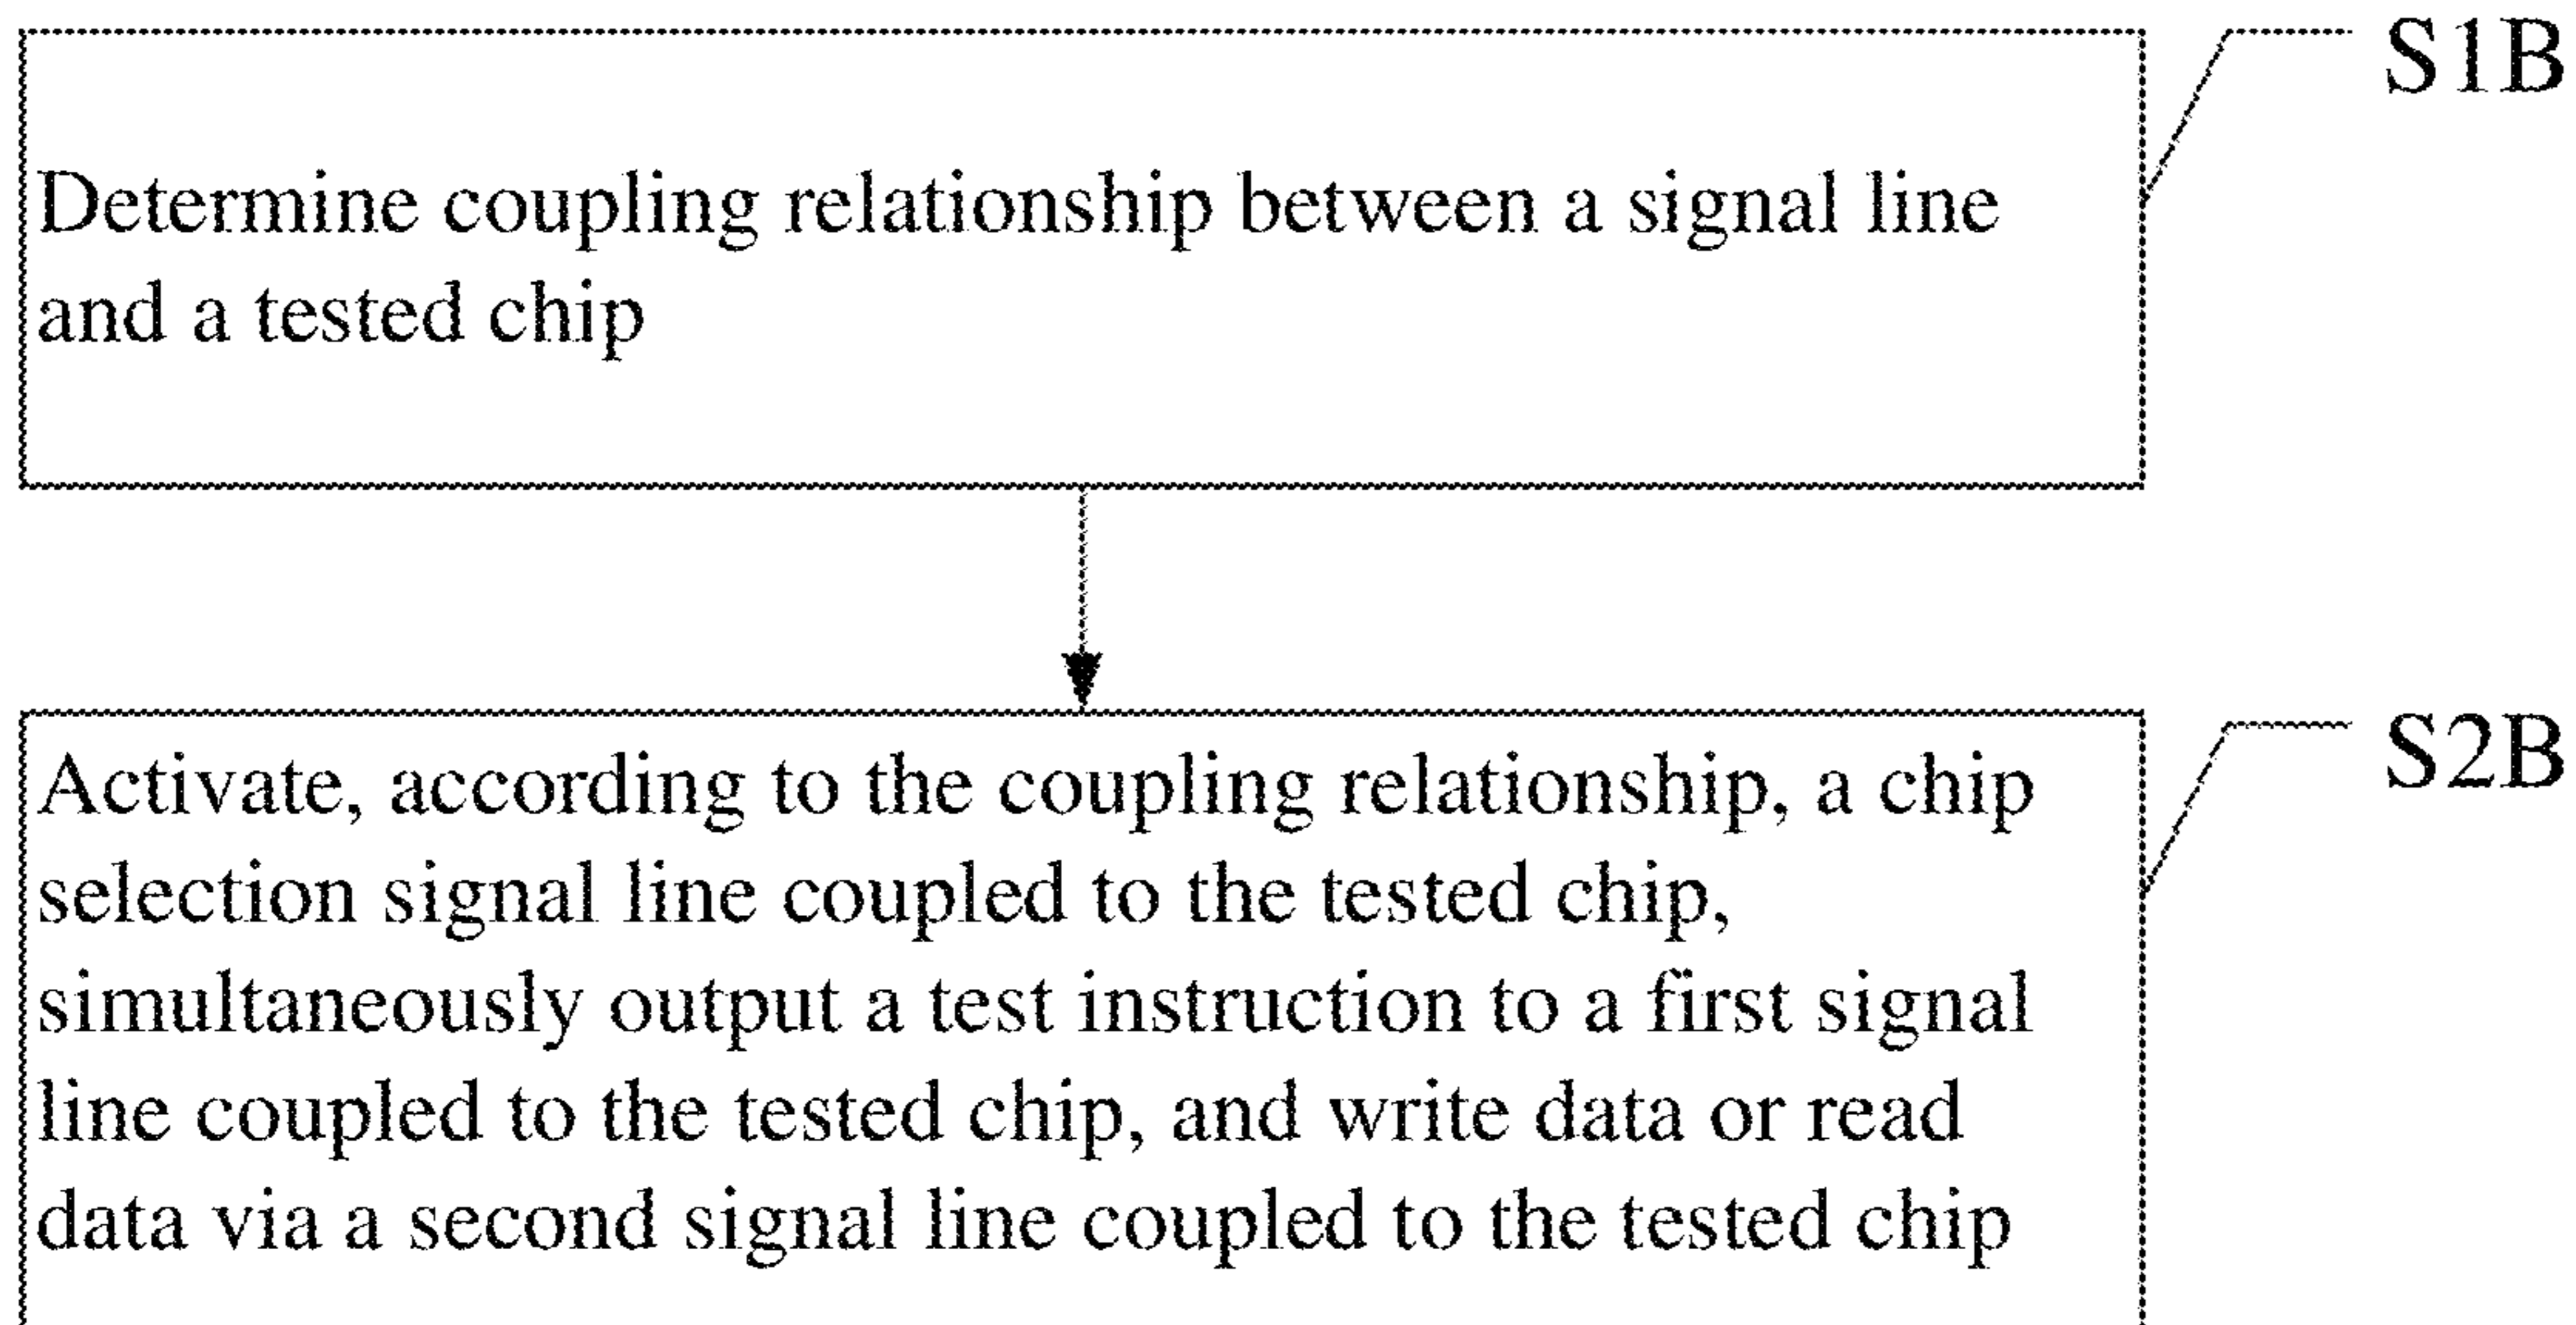 S1B
Determine coupling relationship between a signal line
and a tested chip
S2B
Activate, according to the coupling relationship, a chip
selection signal line coupled to the tested chip,
simultaneously output a test instruction to a first signal
line coupled to the tested chip, and write data or read
data via a second signal line coupled to the tested chip